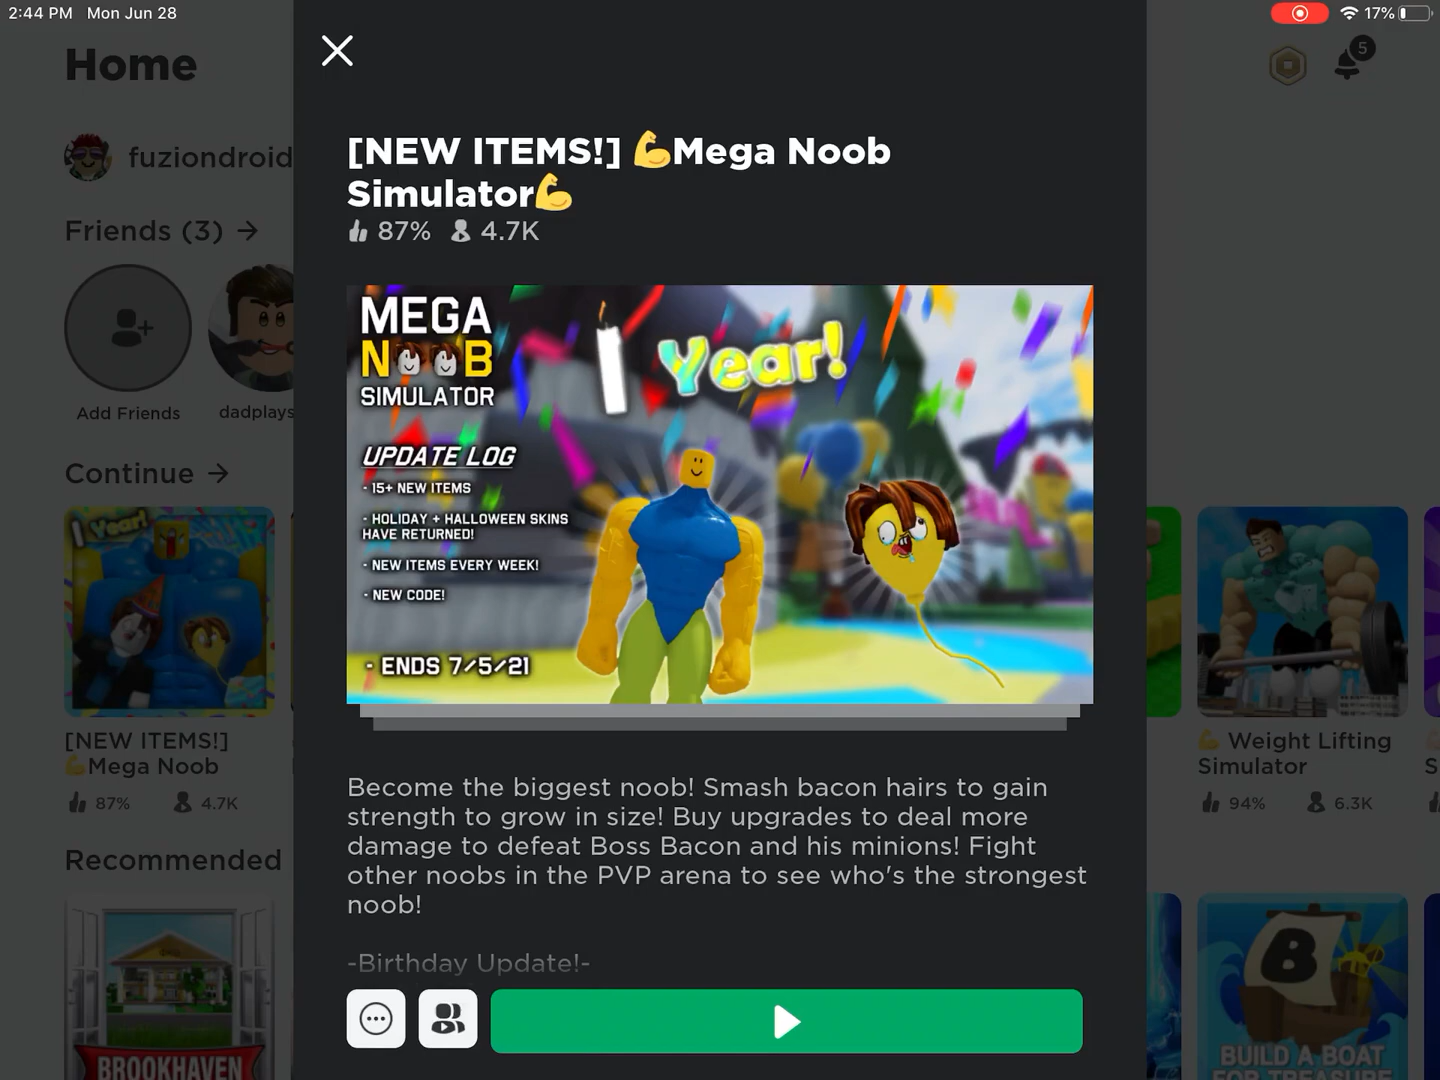 2:44 PM Mon Jun 28
17%
Home
5
fuziondroid
Friends (3) →
Add Friends
dadplays
Continue →
1 Year!
[NEW ITEMS!]
💪Mega Noob
87% 4.7K
Recommended
BROOKHAVEN
[NEW ITEMS!] 💪Mega Noob
Simulator💪
87% 4.7K
MEGA
NOOB
SIMULATOR
1 Year!
UPDATE LOG
- 15+ NEW ITEMS
- HOLIDAY + HALLOWEEN SKINS
HAVE RETURNED!
- NEW ITEMS EVERY WEEK!
- NEW CODE!
- ENDS 7/5/21
Become the biggest noob! Smash bacon hairs to gain
strength to grow in size! Buy upgrades to deal more
damage to defeat Boss Bacon and his minions! Fight
other noobs in the PVP arena to see who's the strongest
noob!
-Birthday Update!-
💪 Weight Lifting
Simulator
94% 6.3K
B
BUILD A BOAT
FOR TREASURE